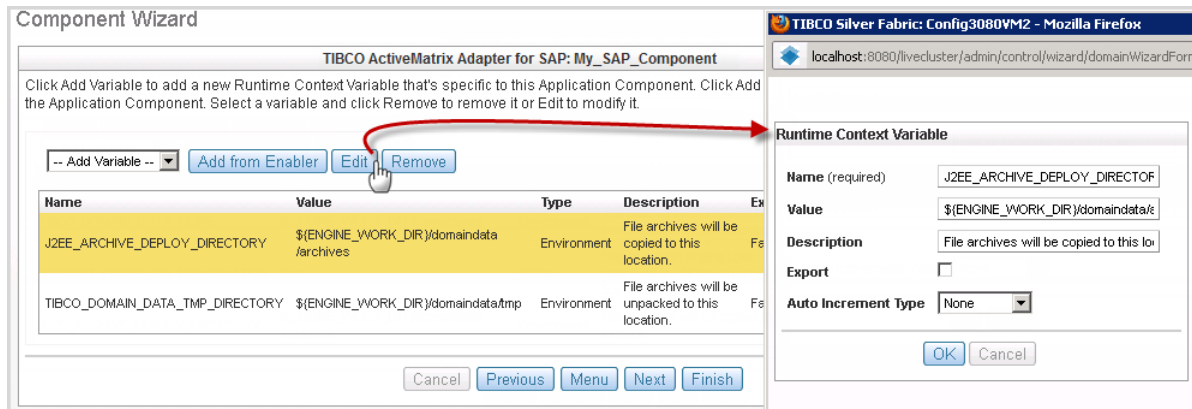 Component Wizard
TIBCO ActiveMatrix Adapter for SAP: My_SAP_Component
Click Add Variable to add a new Runtime Context Variable that's specific to this Application Component. Click Add
the Application Component. Select a variable and click Remove to remove it or Edit to modify it.
-- Add Variable -- Add from Enabler Edit Remove
Name Value Type Description Ex
J2EE_ARCHIVE_DEPLOY_DIRECTORY ${ENGINE_WORK_DIR}/domaindata
/archives Environment File archives will be
copied to this
location. Fa
TIBCO_DOMAIN_DATA_TMP_DIRECTORY ${ENGINE_WORK_DIR}/domaindata/tmp Environment File archives will be
unpacked to this
location. Fa
Cancel Previous Menu Next Finish
TIBCO Silver Fabric: Config3080VM2 - Mozilla Firefox
localhost:8080/livecluster/admin/control/wizard/domainWizardForm
Runtime Context Variable
Name (required) J2EE_ARCHIVE_DEPLOY_DIRECTOR
Value ${ENGINE_WORK_DIR}/domaindata/a
Description File archives will be copied to this lo
Export
Auto Increment Type None
OK Cancel